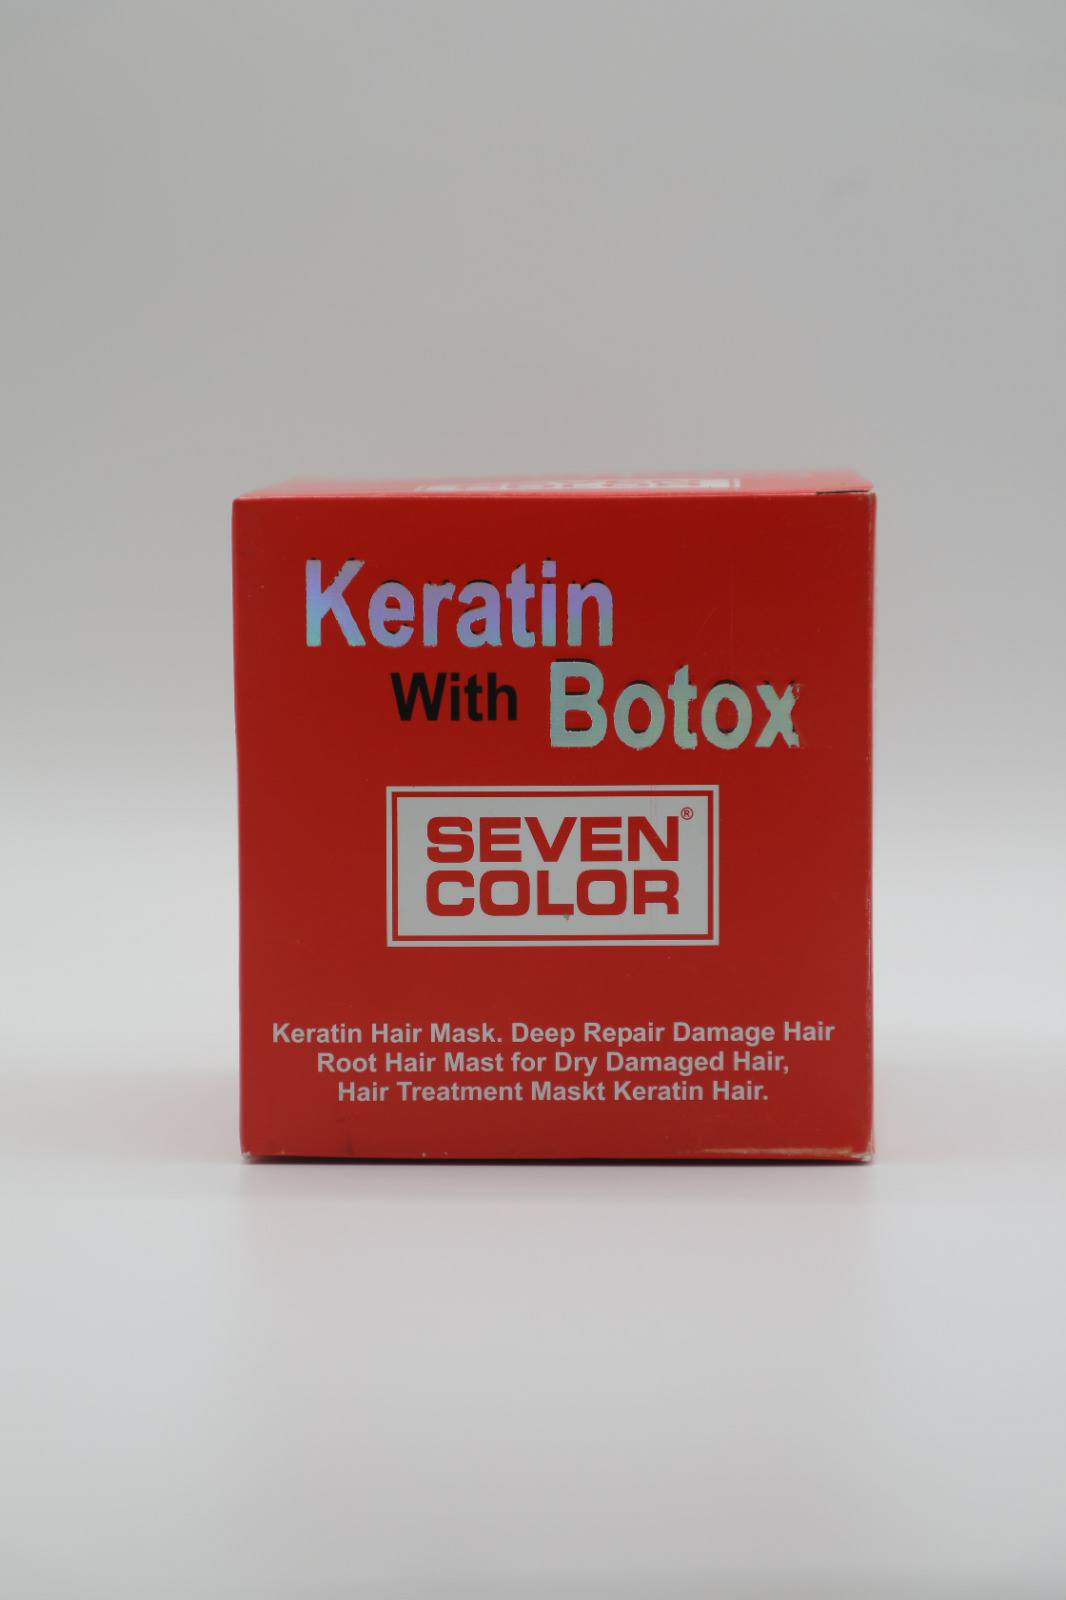 Keratin
With Botox
SEVEN®
COLOR
Keratin Hair Mask. Deep Repair Damage Hair
Root Hair Mast for Dry Damaged Hair,
Hair Treatment Maskt Keratin Hair.